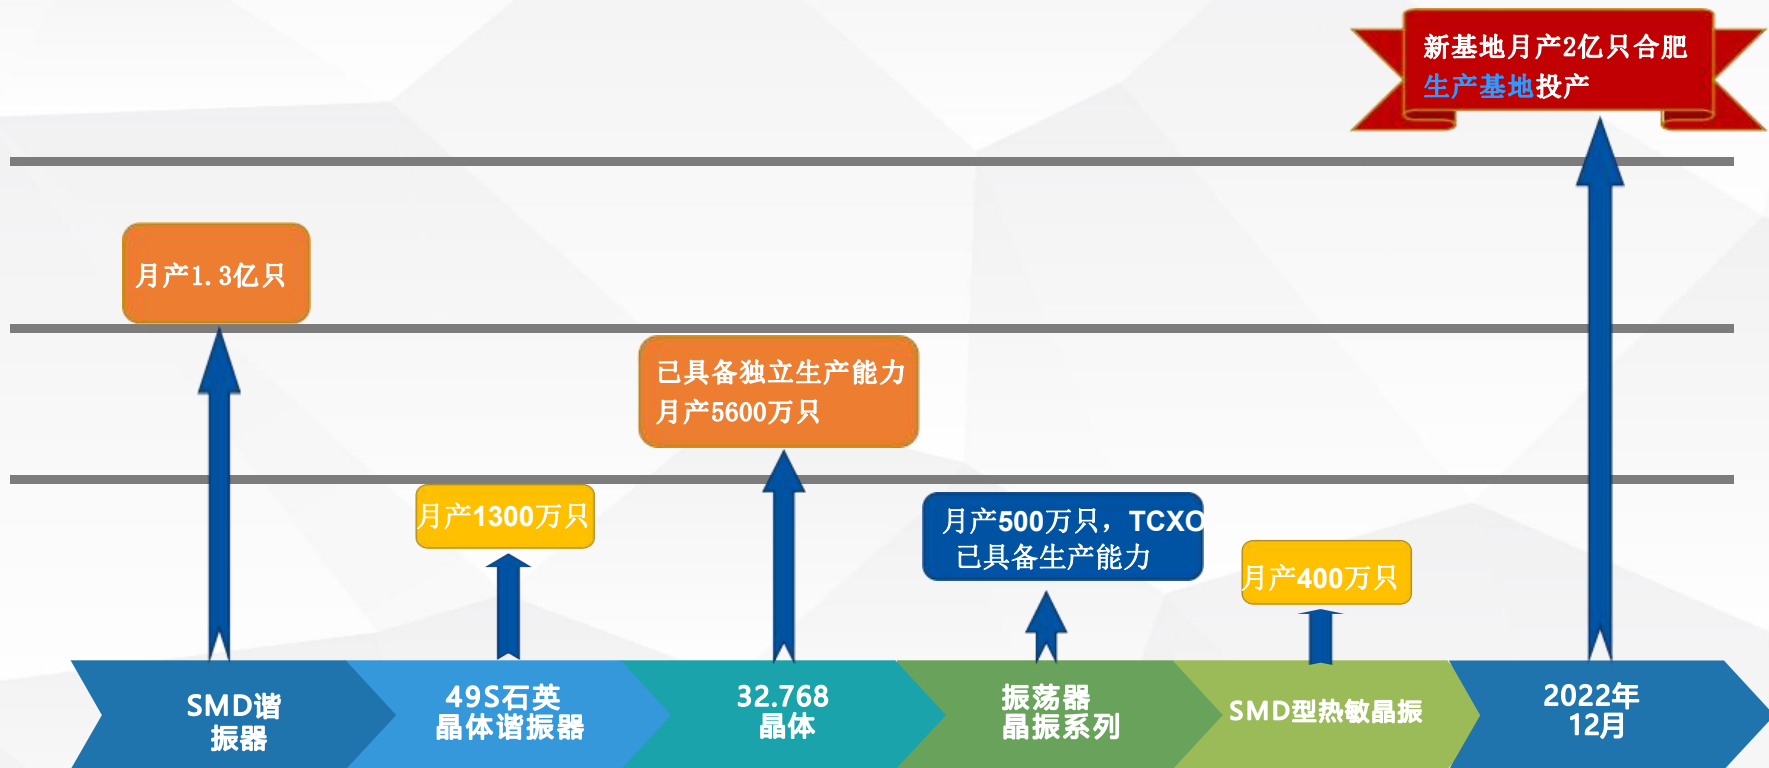 新基地月产2亿只合肥
生产基地投产
月产1.3亿只
已具备独立生产能力
月产5600万只
月产1300万只
月产500万只，TCXO
已具备生产能力
月产400万只
SMD谐
振器
49S石英
晶体谐振器
32.768
晶体
振荡器
晶振系列
SMD型热敏晶振
2022年
12月